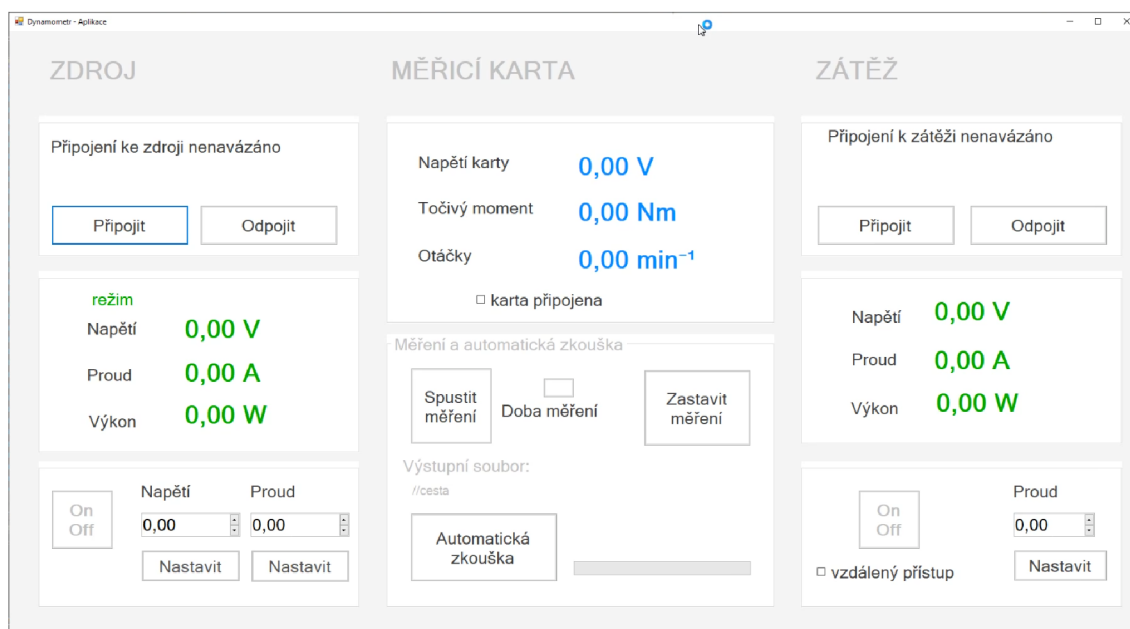 Dynamometr - Aplikace
ZDROJ
Připojení ke zdroji nenavázáno
Připojit
Odpojit
režim
Napětí
0,00 V
Proud
0,00 A
Výkon
0,00 W
On
Off
Napětí
0,00
Nastavit
Proud
0,00
Nastavit
MĚŘICÍ KARTA
Napětí karty
0,00 V
Točivý moment
0,00 Nm
Otáčky
0,00 min⁻¹
karta připojena
Měření a automatická zkouška
Spustit
měření
Doba měření
Zastavit
měření
Výstupní soubor:
//cesta
Automatická
zkouška
ZÁTĚŽ
Připojení k zátěži nenavázáno
Připojit
Odpojit
Napětí
0,00 V
Proud
0,00 A
Výkon
0,00 W
On
Off
vzdálený přístup
Proud
0,00
Nastavit